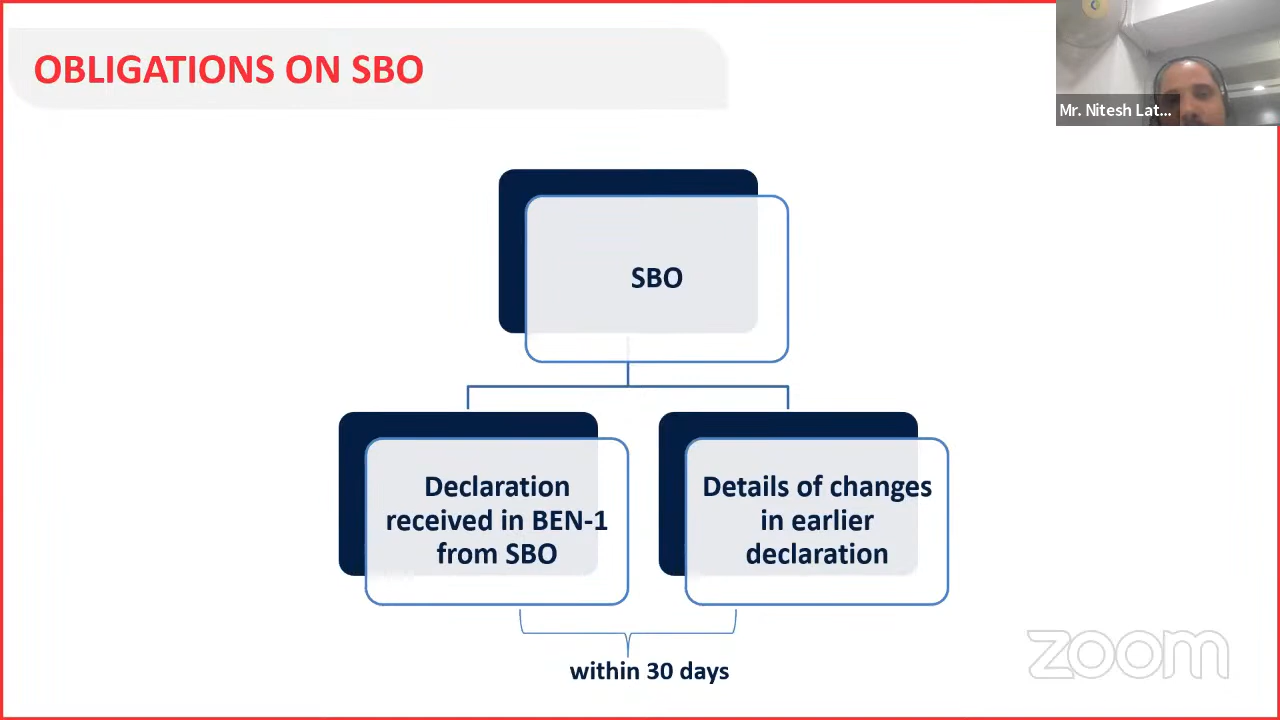 OBLIGATIONS ON SBO
Mr. Nitesh Lat...
SBO
Declaration
received in BEN-1
from SBO
Details of changes
in earlier
declaration
within 30 days
zoom